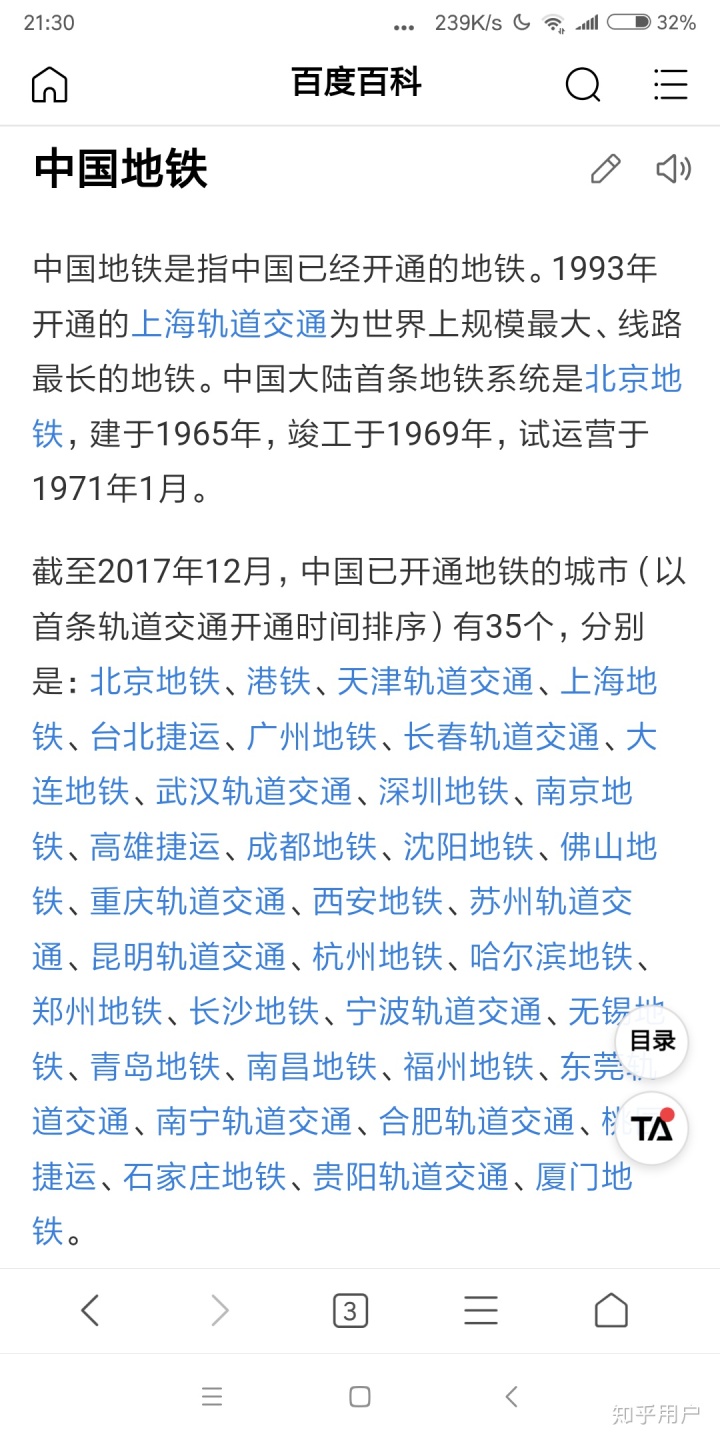 21:30
... 239K/s 32%
百度百科
中国地铁
中国地铁是指中国已经开通的地铁。1993年
开通的上海轨道交通为世界上规模最大、线路
最长的地铁。中国大陆首条地铁系统是北京地
铁，建于1965年，竣工于1969年，试运营于
1971年1月。
截至2017年12月，中国已开通地铁的城市（以
首条轨道交通开通时间排序）有35个，分别
是：北京地铁、港铁、天津轨道交通、上海地
铁、台北捷运、广州地铁、长春轨道交通、大
连地铁、武汉轨道交通、深圳地铁、南京地
铁、高雄捷运、成都地铁、沈阳地铁、佛山地
铁、重庆轨道交通、西安地铁、苏州轨道交
通、昆明轨道交通、杭州地铁、哈尔滨地铁、
郑州地铁、长沙地铁、宁波轨道交通、无锡地
铁、青岛地铁、南昌地铁、福州地铁、东莞轨
道交通、南宁轨道交通、合肥轨道交通、
捷运、石家庄地铁、贵阳轨道交通、厦门地
铁。
目录
TA
3
知乎用户